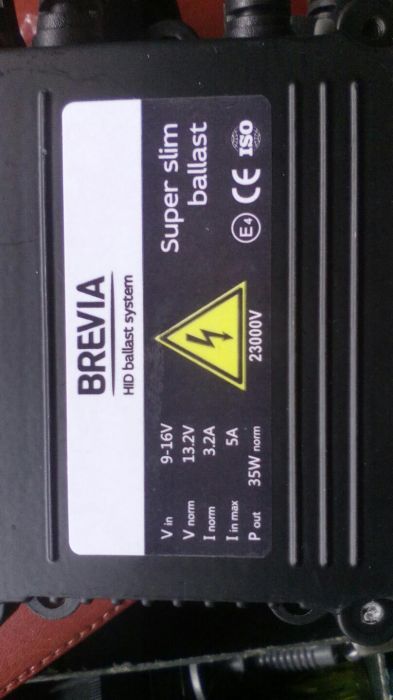 BREVIA
HID ballast system
V in 9-16V
V norm 13.2V
I norm 3.2A
I in max 5A
P out 35W norm
23000V
Super slim
ballast
E4 CE ISO